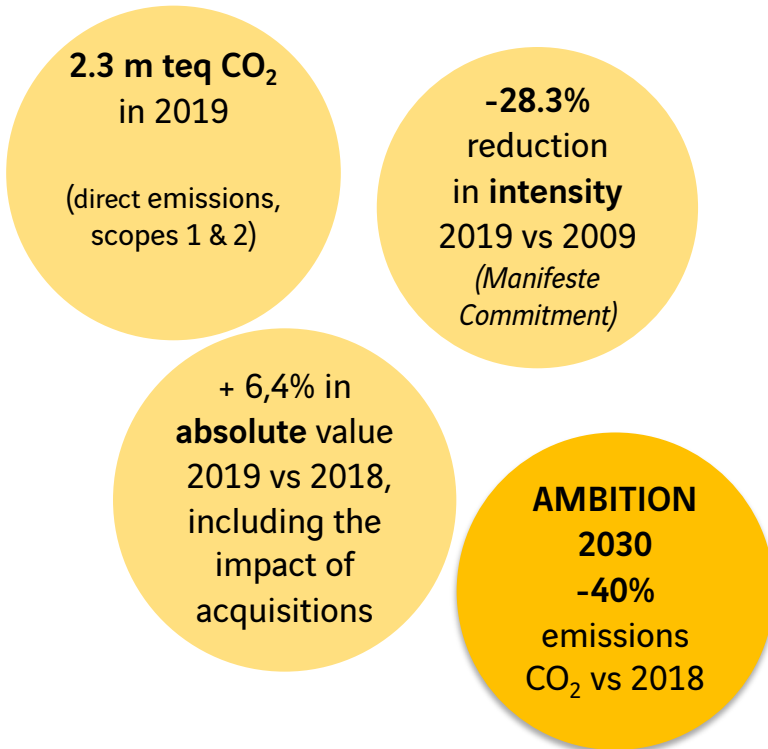 2.3 m teq CO₂
in 2019
(direct emissions,
scopes 1 & 2)
-28.3%
reduction
in intensity
2019 vs 2009
(Manifeste
Commitment)
+ 6,4% in
absolute value
2019 vs 2018,
including the
impact of
acquisitions
AMBITION
2030
-40%
emissions
CO₂ vs 2018